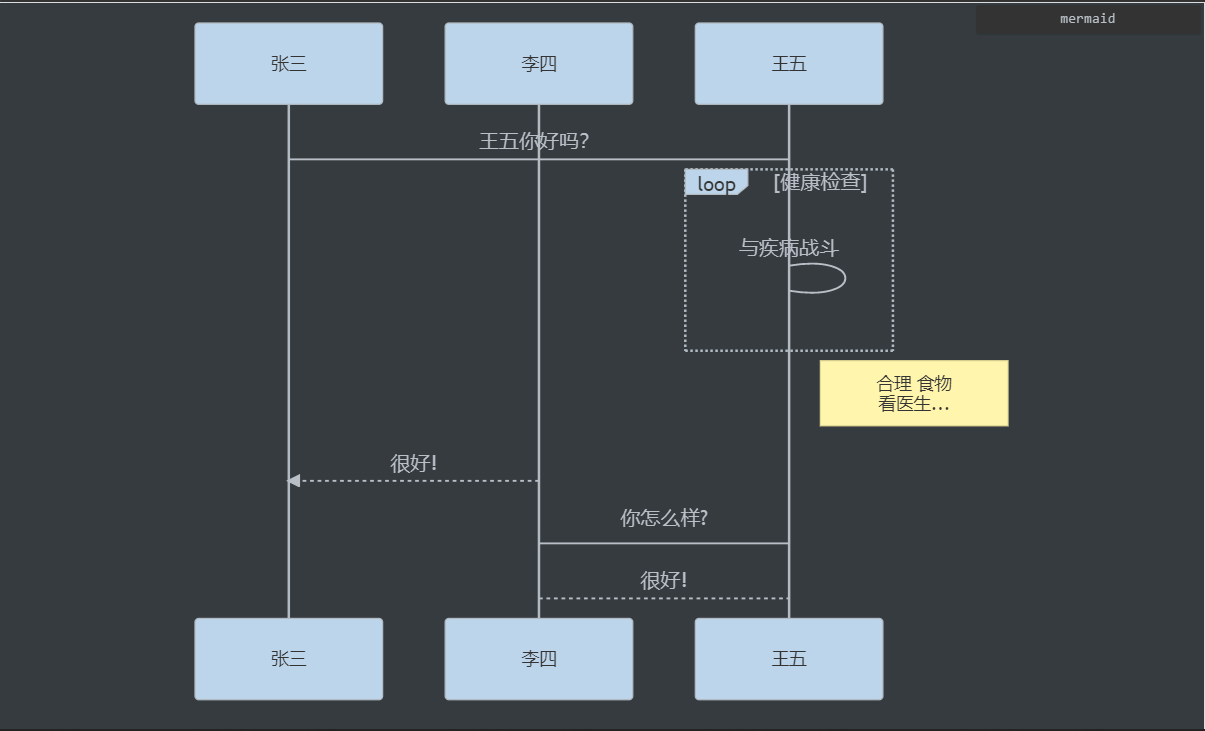 mermaid
张三
李四
王五
王五你好吗?
loop
[健康检查]
与疾病战斗
合理 食物
看医生...
很好!
你怎么样?
很好!
张三
李四
王五